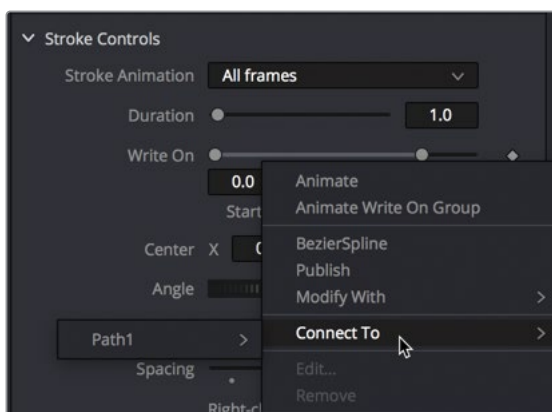 Stroke Controls
Stroke Animation All frames
Duration 1.0
Write On
0.0 Animate
Start Animate Write On Group
Center X BezierSpline
Publish
Angle Modify With
Path1 Connect To
Spacing Edit...
Remove